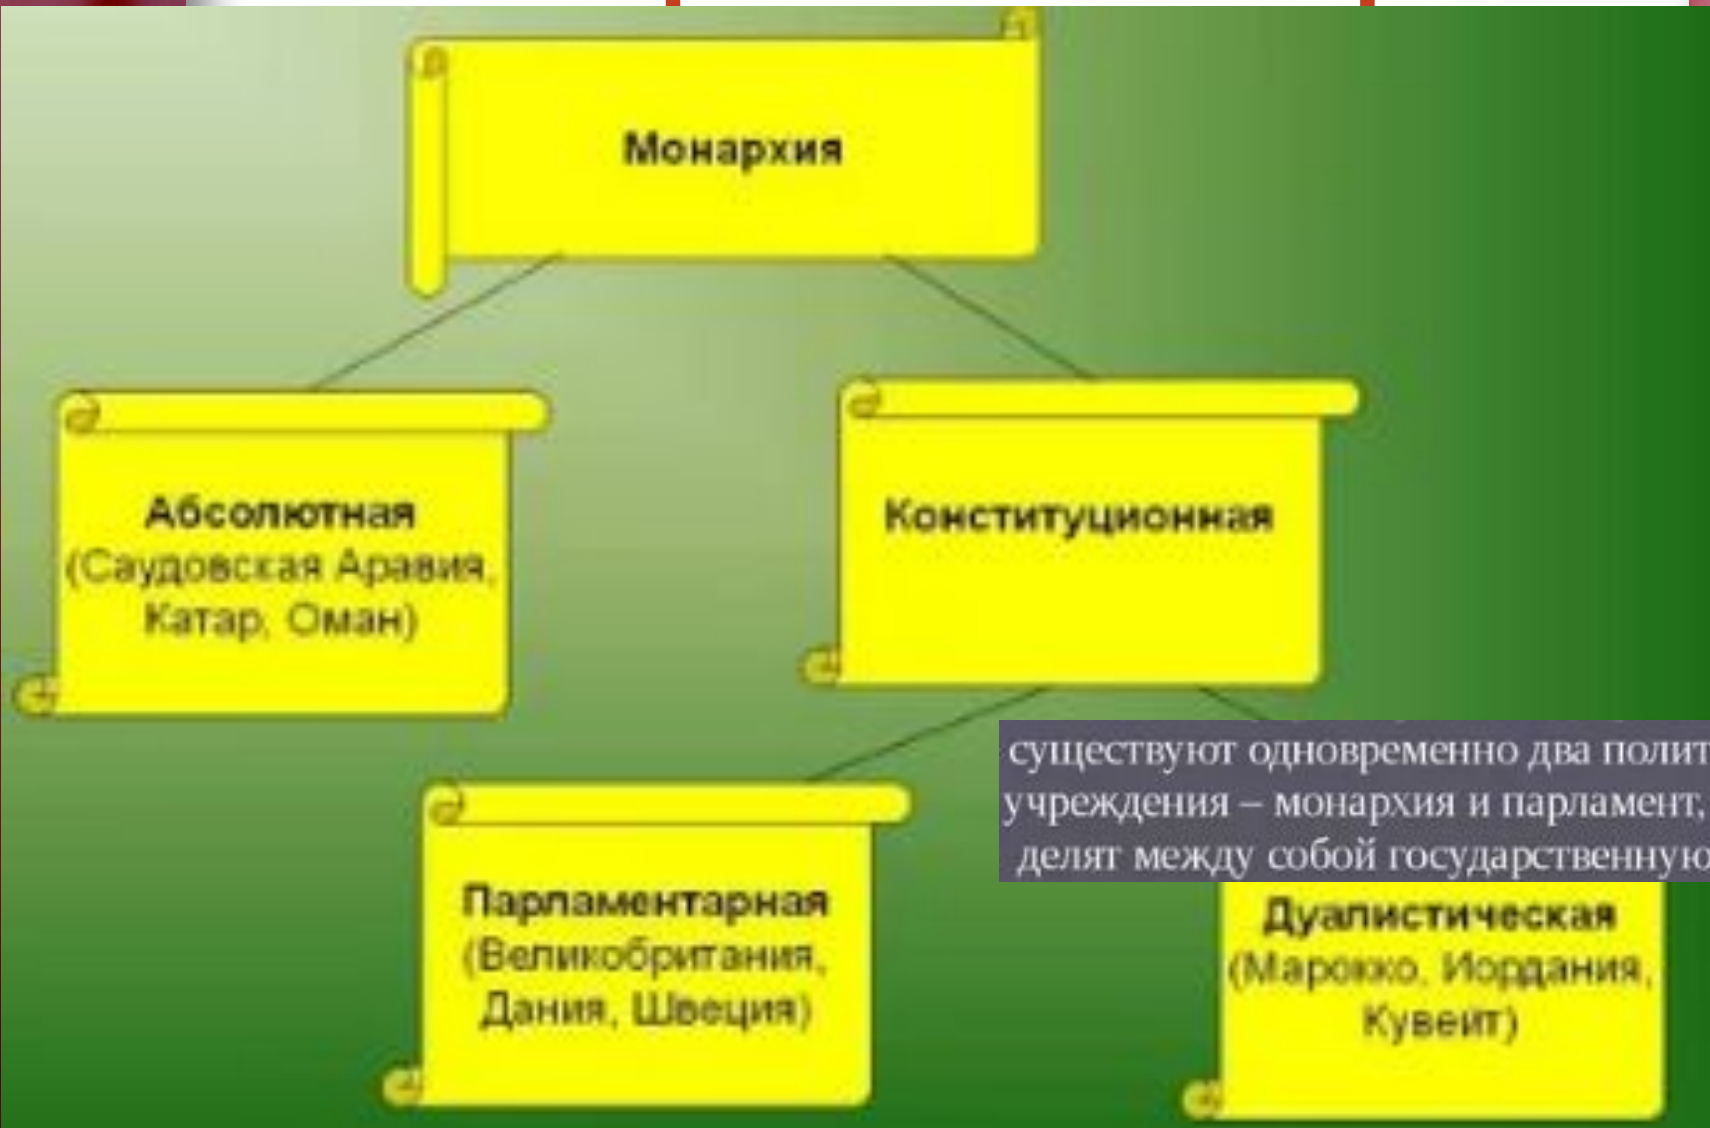 Монархия
Абсолютная
(Саудовская Аравия,
Катар, Оман)
Конституционная
существуют одновременно два полит
учреждения – монархия и парламент,
делят между собой государственную
Парламентарная
(Великобритания,
Дания, Швеция)
Дуалистическая
(Марокко, Иордания,
Кувейт)